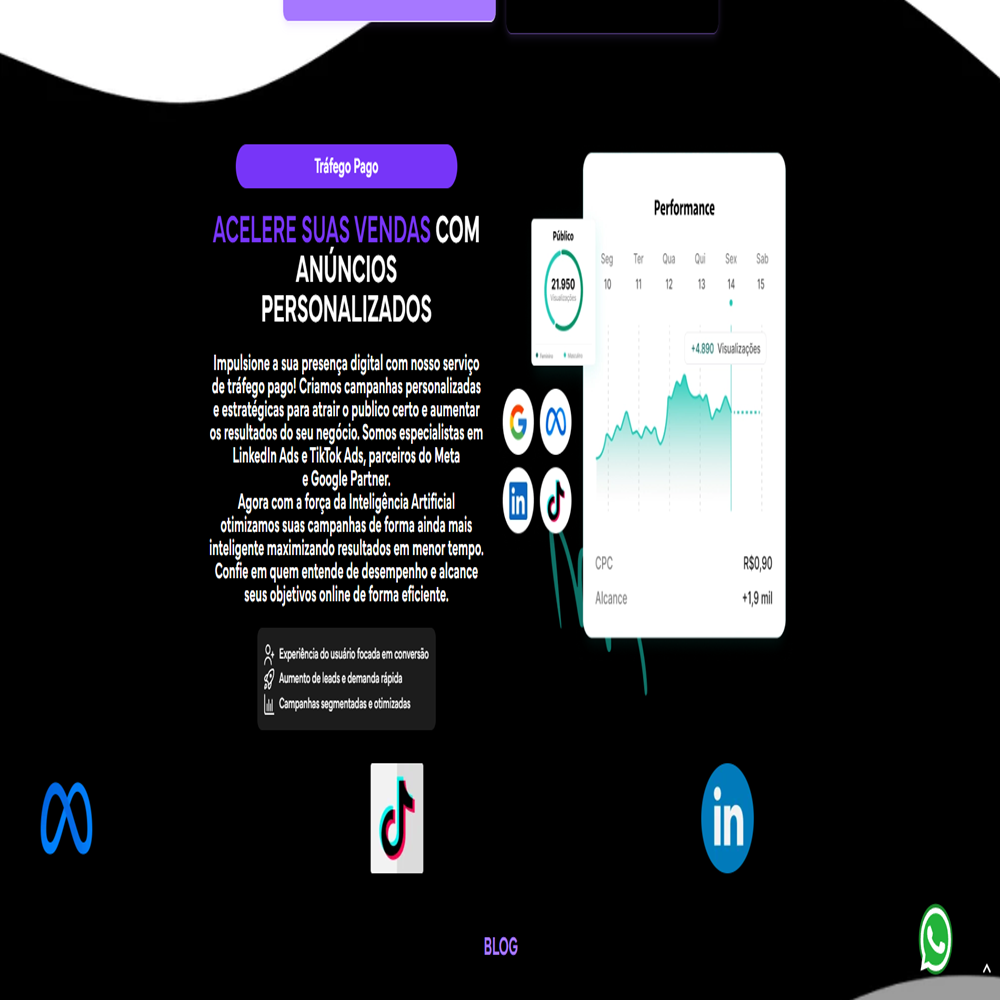 Tráfego Pago
ACELERE SUAS VENDAS COM
ANÚNCIOS
PERSONALIZADOS
Impulsione a sua presença digital com nosso serviço
de tráfego pago! Criamos campanhas personalizadas
e estratégicas para atrair o publico certo e aumentar
os resultados do seu negócio. Somos especialistas em
LinkedIn Ads e TikTok Ads, parceiros do Meta
e Google Partner.
Agora com a força da Inteligência Artificial
otimizamos suas campanhas de forma ainda mais
inteligente maximizando resultados em menor tempo.
Confie em quem entende de desempenho e alcance
seus objetivos online de forma eficiente.
Experiência do usuário focada em conversão
Aumento de leads e demanda rápida
Campanhas segmentadas e otimizadas
Público
21.950
Visualizações
Feminino Masculino
Performance
Seg Ter Qua Qui Sex Sab
10 11 12 13 14 15
+4.890 Visualizações
CPC R$0,90
Alcance +1,9 mil
in
in
BLOG